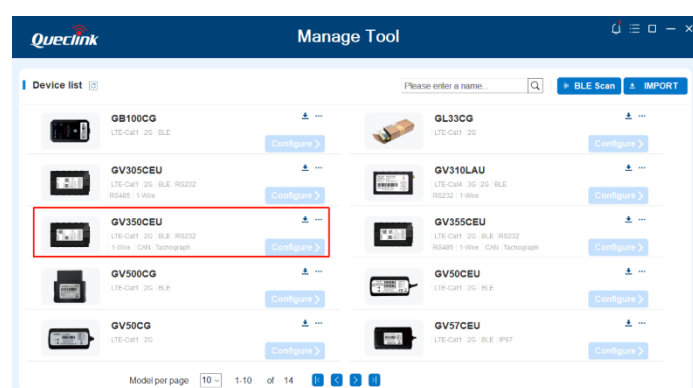 Queclink
Manage Tool
Device list
Please enter a name...
BLE Scan
IMPORT
GB100CG
LTE-Cat1 2G BLE
Configure >
GL33CG
LTE-Cat1 2G
Configure >
GV305CEU
LTE-Cat1 2G BLE RS232
RS485 1-Wire
Configure >
GV310LAU
LTE-Cat4 3G 2G BLE
RS232 1-Wire
Configure >
GV350CEU
LTE-Cat1 2G BLE RS232
1-Wire CAN Tachograph
Configure >
GV355CEU
LTE-Cat1 2G BLE RS232
RS485 1-Wire CAN Tachograph
Configure >
GV500CG
LTE-Cat1 2G BLE
Configure >
GV50CEU
LTE-Cat1 2G BLE
Configure >
GV50CG
LTE-Cat1 2G
Configure >
GV57CEU
LTE-Cat1 2G BLE IP67
Configure >
Model per page 10 1-10 of 14